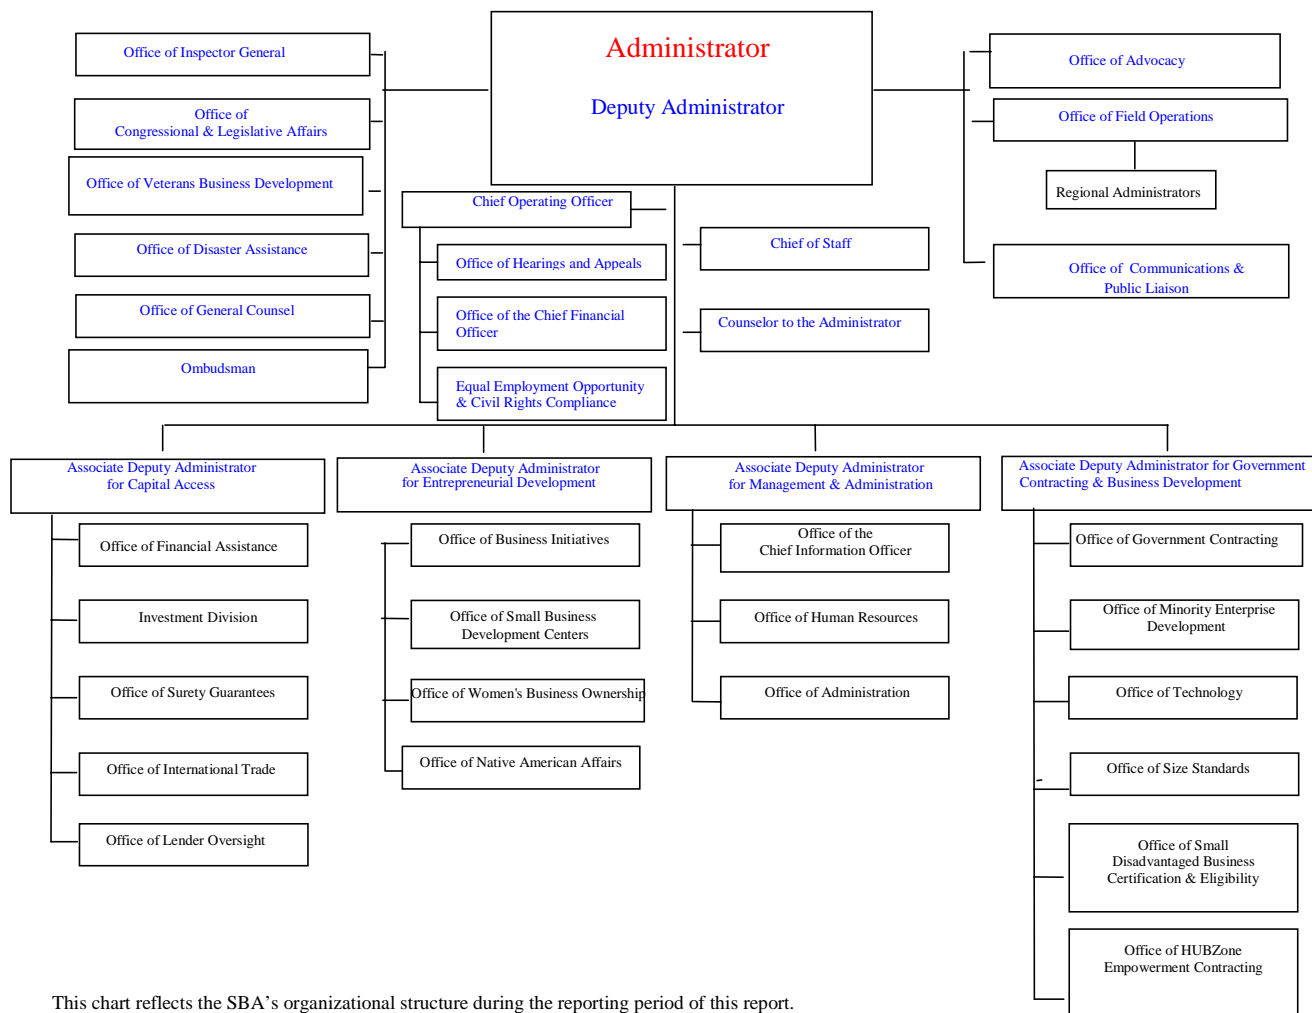 Administrator
Deputy Administrator
Office of Inspector General
Office of
Congressional & Legislative Affairs
Office of Veterans Business Development
Office of Disaster Assistance
Office of General Counsel
Ombudsman
Chief Operating Officer
Office of Hearings and Appeals
Office of the Chief Financial
Officer
Equal Employment Opportunity
& Civil Rights Compliance
Chief of Staff
Counselor to the Administrator
Office of Advocacy
Office of Field Operations
Regional Administrators
Office of Communications &
Public Liaison
Associate Deputy Administrator
for Capital Access
Office of Financial Assistance
Investment Division
Office of Surety Guarantees
Office of International Trade
Office of Lender Oversight
Associate Deputy Administrator
for Entrepreneurial Development
Office of Business Initiatives
Office of Small Business
Development Centers
Office of Women's Business Ownership
Office of Native American Affairs
Associate Deputy Administrator
for Management & Administration
Office of the
Chief Information Officer
Office of Human Resources
Office of Administration
Associate Deputy Administrator for Government
Contracting & Business Development
Office of Government Contracting
Office of Minority Enterprise
Development
Office of Technology
Office of Size Standards
Office of Small
Disadvantaged Business
Certification & Eligibility
Office of HUBZone
Empowerment Contracting
This chart reflects the SBA’s organizational structure during the reporting period of this report.